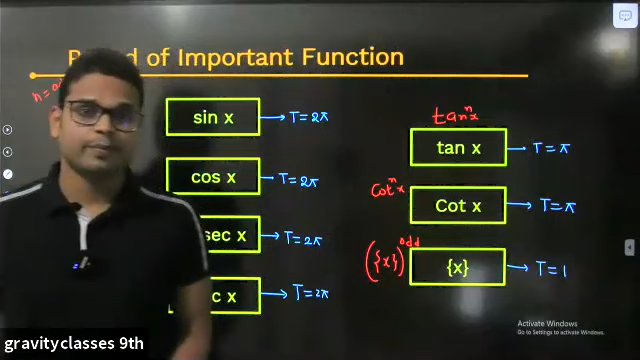 Period of Important Function
sin x → T = 2π
cos x → T = 2π
sec x → T = 2π
c x → T = 2π
tanⁿx
tan x → T = π
cotⁿx
Cot x → T = π
({x})ᵒᵈᵈ
{x} → T = 1
Activate Windows
Go to Settings to activate Windows.
gravityclasses 9th